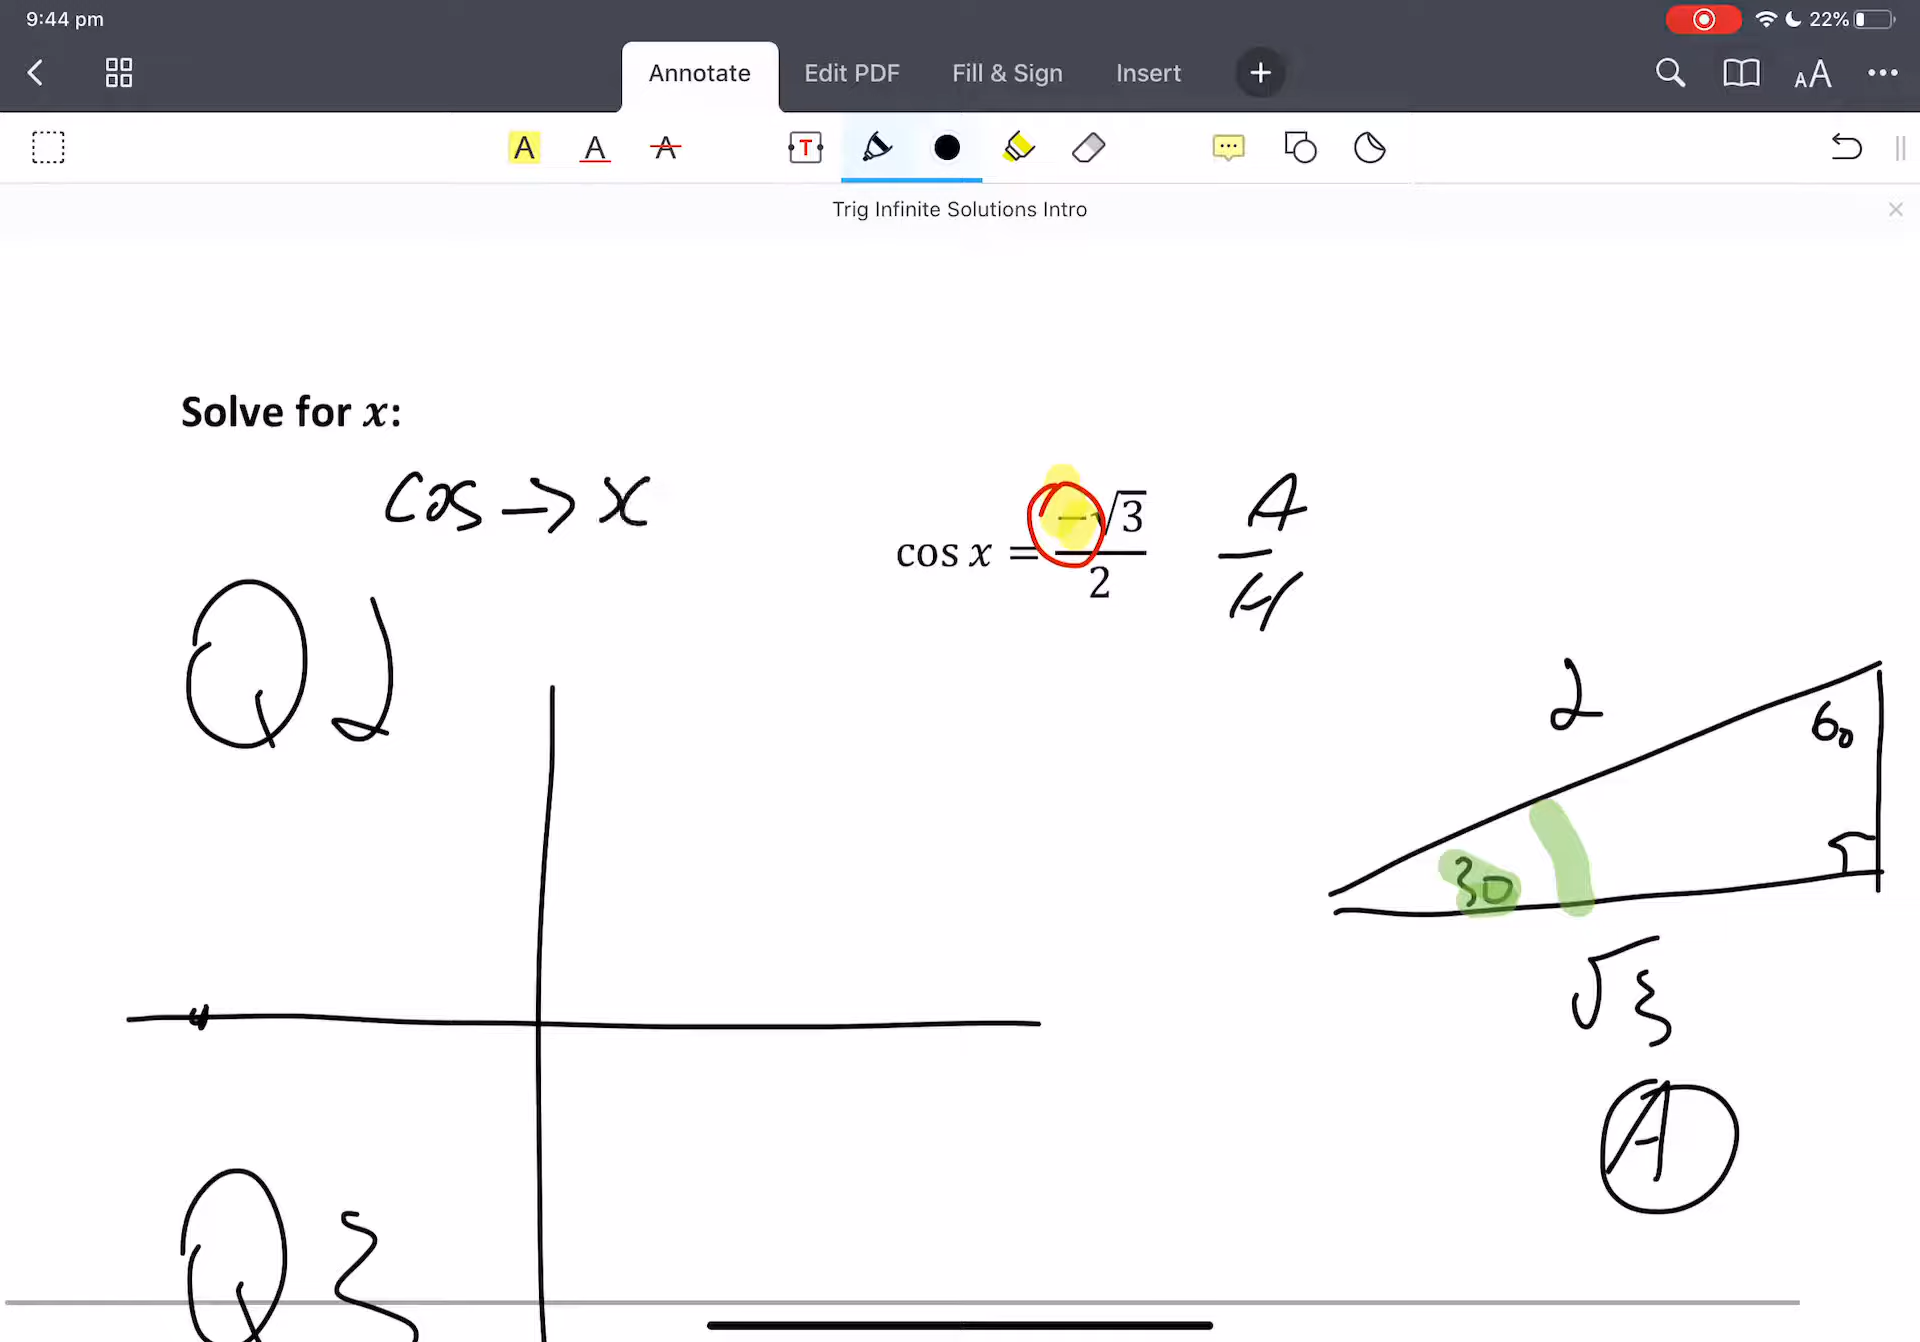 9:44 pm
22%
Annotate
Edit PDF
Fill & Sign
Insert
A A A T
Trig Infinite Solutions Intro
Solve for x:
cos → x
cos x = -√3/2
A/H
Q2
2
60
30
√3
A
Q3